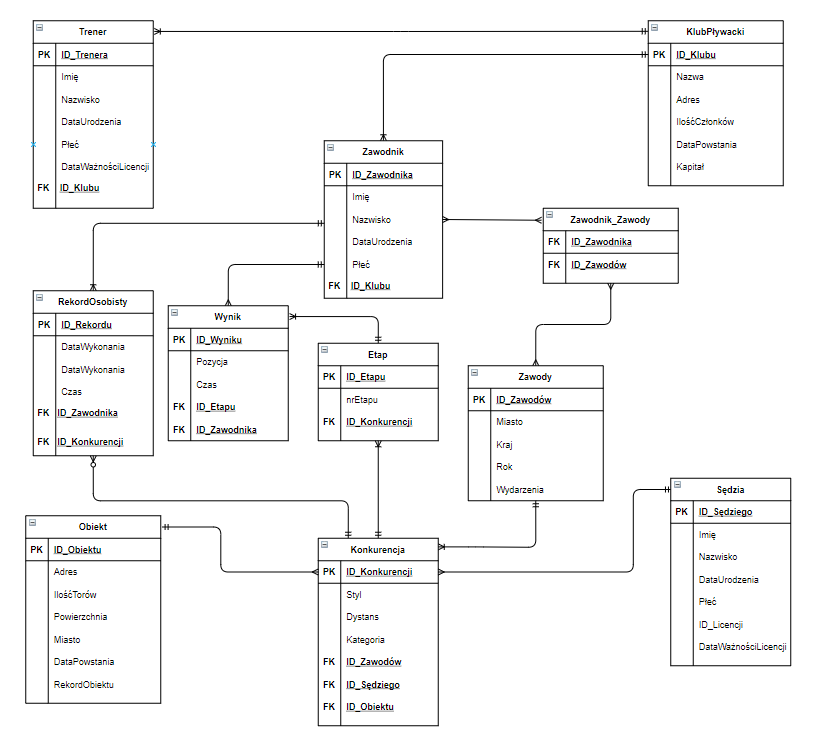 Trener
PK ID_Trenera
Imię
Nazwisko
DataUrodzenia
Płeć
DataWażnościLicencji
FK ID_Klubu
KlubPływacki
PK ID_Klubu
Nazwa
Adres
IlośćCzłonków
DataPowstania
Kapitał
Zawodnik
PK ID_Zawodnika
Imię
Nazwisko
DataUrodzenia
Płeć
FK ID_Klubu
Zawodnik_Zawody
FK ID_Zawodnika
FK ID_Zawodów
RekordOsobisty
PK ID_Rekordu
DataWykonania
DataWykonania
Czas
FK ID_Zawodnika
FK ID_Konkurencji
Wynik
PK ID_Wyniku
Pozycja
Czas
FK ID_Etapu
FK ID_Zawodnika
Etap
PK ID_Etapu
nrEtapu
FK ID_Konkurencji
Zawody
PK ID_Zawodów
Miasto
Kraj
Rok
Wydarzenia
Obiekt
PK ID_Obiektu
Adres
IlośćTorów
Powierzchnia
Miasto
DataPowstania
RekordObiektu
Konkurencja
PK ID_Konkurencji
Styl
Dystans
Kategoria
FK ID_Zawodów
FK ID_Sędziego
FK ID_Obiektu
Sędzia
PK ID_Sędziego
Imię
Nazwisko
DataUrodzenia
Płeć
ID_Licencji
DataWażnościLicencji